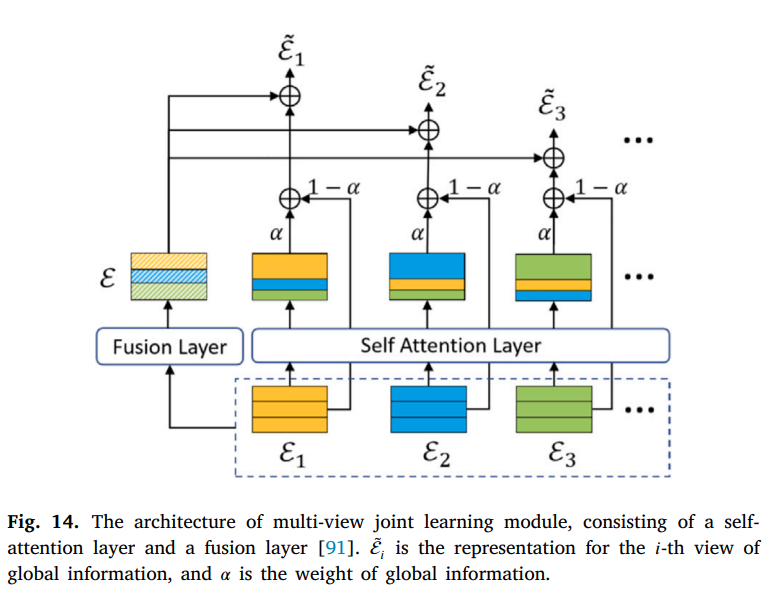 Ẽ₁
Ẽ₂
Ẽ₃
...
1 − α
1 − α
1 − α
α
α
α
ℰ
...
Fusion Layer
Self Attention Layer
...
ℰ₁
ℰ₂
ℰ₃
Fig. 14. The architecture of multi-view joint learning module, consisting of a self-
attention layer and a fusion layer [91]. ℰ̃ᵢ is the representation for the i-th view of
global information, and α is the weight of global information.